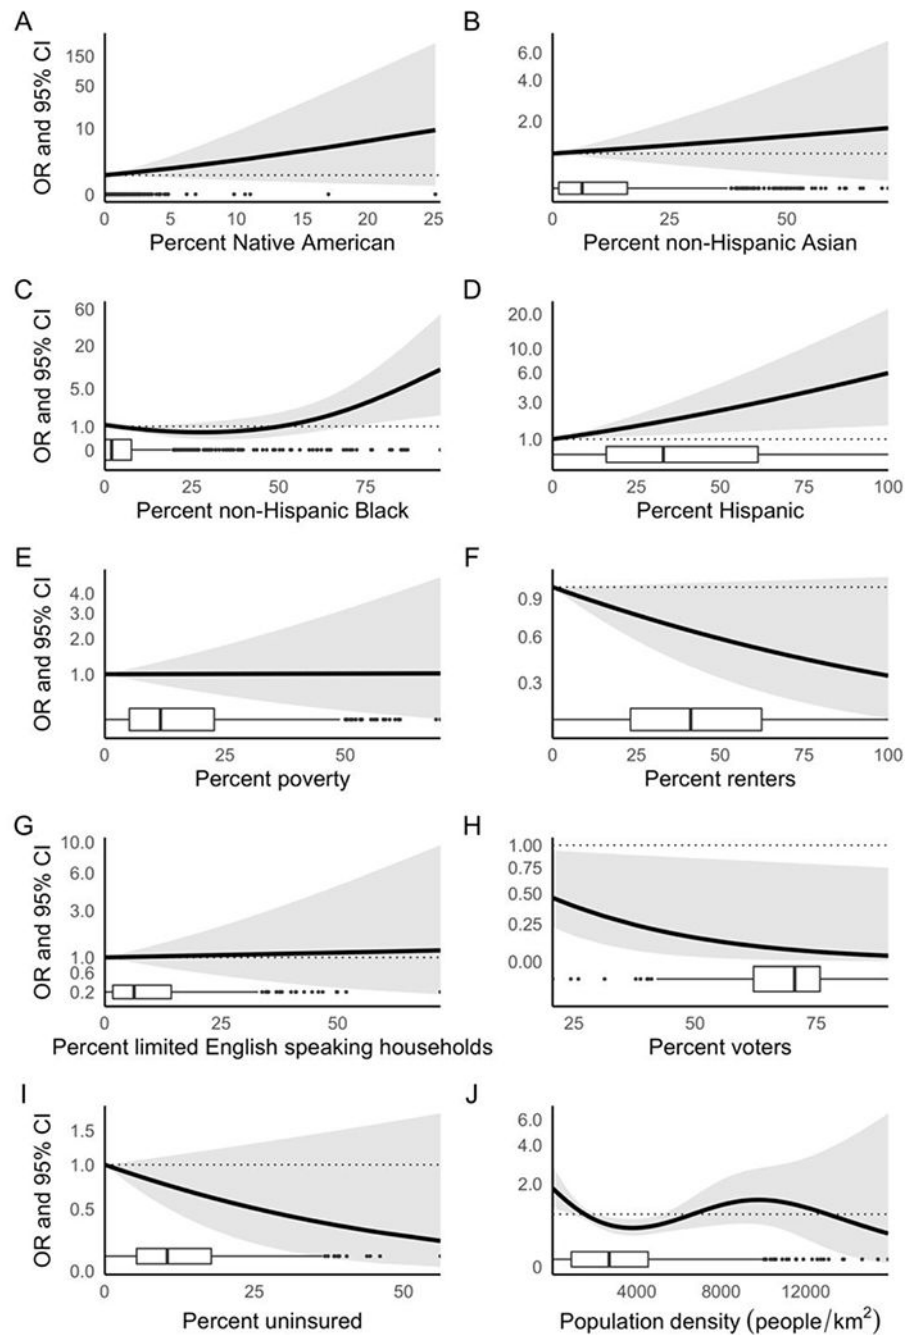 A
OR and 95% CI
150
50
10
0
0 5 10 15 20 25
Percent Native American
B
6.0
4.0
2.0
0 50
Percent non-Hispanic Asian
C
OR and 95% CI
60
20
5.0
1.0
0
0 25 50 75
Percent non-Hispanic Black
D
20.0
10.0
6.0
3.0
1.0
0 25 50 75 100
Percent Hispanic
E
OR and 95% CI
4.0
3.0
2.0
1.0
0 25 50
Percent poverty
F
0.9
0.6
0.3
0 25 50 75 100
Percent renters
G
OR and 95% CI
10.0
6.0
3.0
1.0
0.6
0.2
0 50
Percent limited English speaking households
H
1.00
0.75
0.50
0.25
0.00
25 50 75
Percent voters
I
OR and 95% CI
1.5
1.0
0.5
0.0
0 25 50
Percent uninsured
J
6.0
4.0
2.0
0
4000 8000 12000
Population density (people/km²)